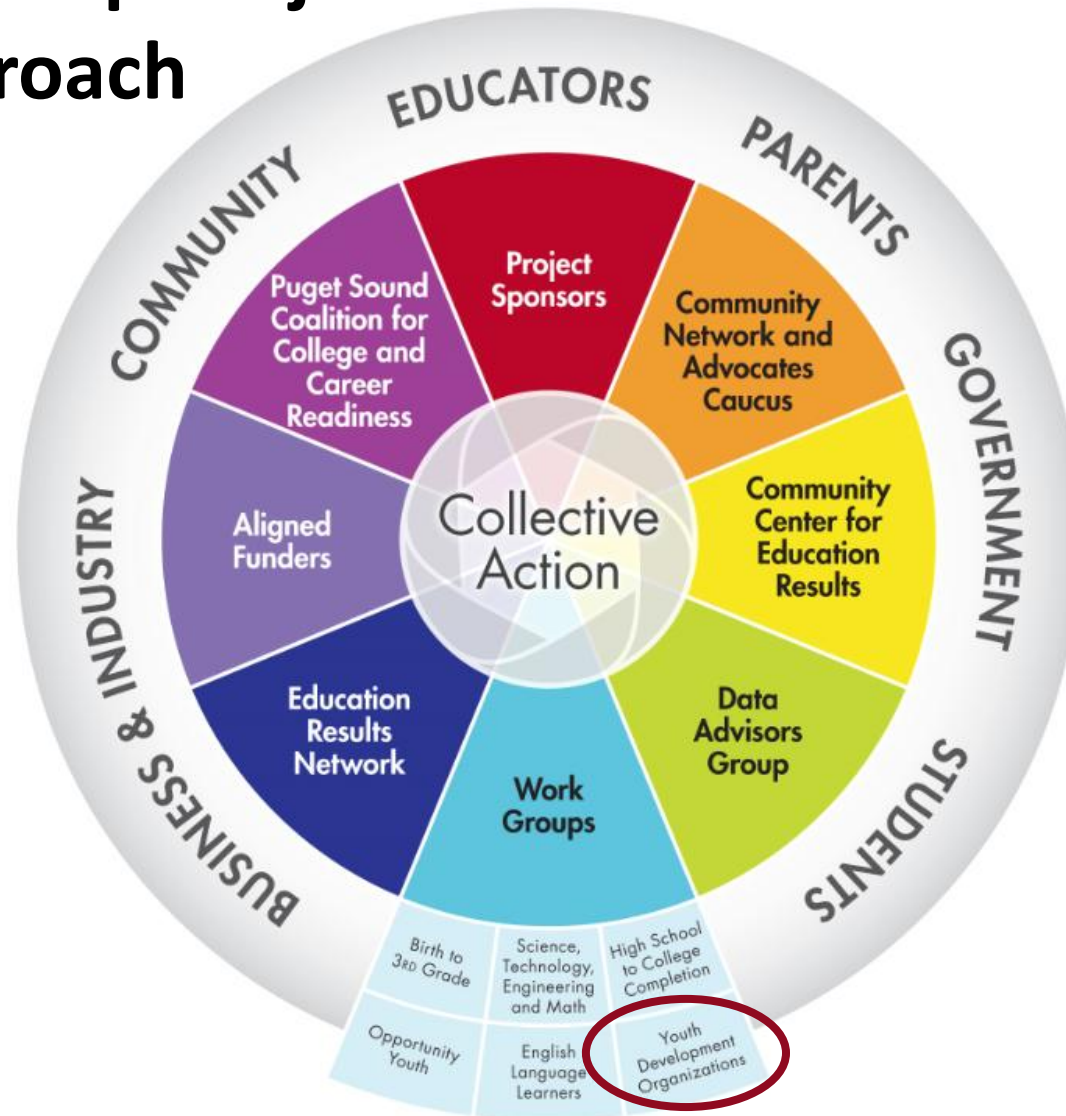 roach
EDUCATORS
PARENTS
GOVERNMENT
STUDENTS
BUSINESS & INDUSTRY
COMMUNITY
Project
Sponsors
Community
Network and
Advocates
Caucus
Community
Center for
Education
Results
Data
Advisors
Group
Work
Groups
Education
Results
Network
Aligned
Funders
Puget Sound
Coalition for
College and
Career
Readiness
Collective
Action
Birth to
3RD Grade
Science,
Technology,
Engineering
and Math
High School
to College
Completion
Opportunity
Youth
English
Language
Learners
Youth
Development
Organizations